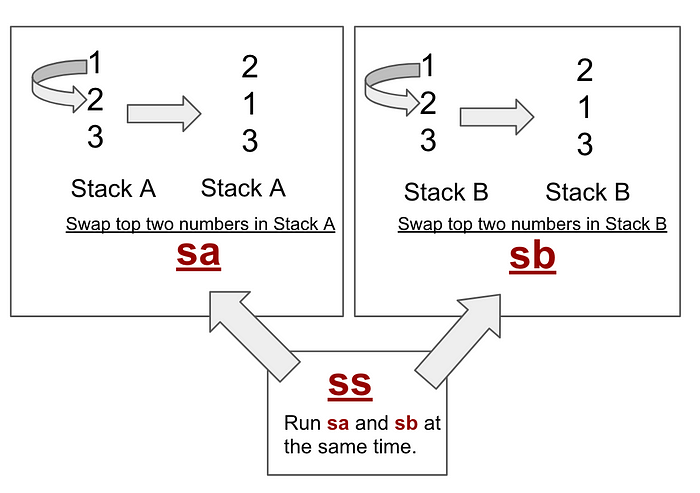 1 2
2 1
3 3
Stack A Stack A
Swap top two numbers in Stack A
sa
1 2
2 1
3 3
Stack B Stack B
Swap top two numbers in Stack B
sb
ss
Run sa and sb at
the same time.